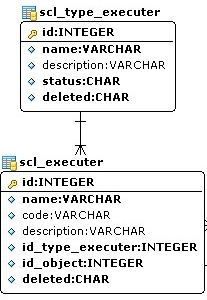 scl_type_executer
id:INTEGER
name:VARCHAR
description:VARCHAR
status:CHAR
deleted:CHAR
scl_executer
id:INTEGER
name:VARCHAR
code:VARCHAR
description:VARCHAR
id_type_executer:INTEGER
id_object:INTEGER
deleted:CHAR